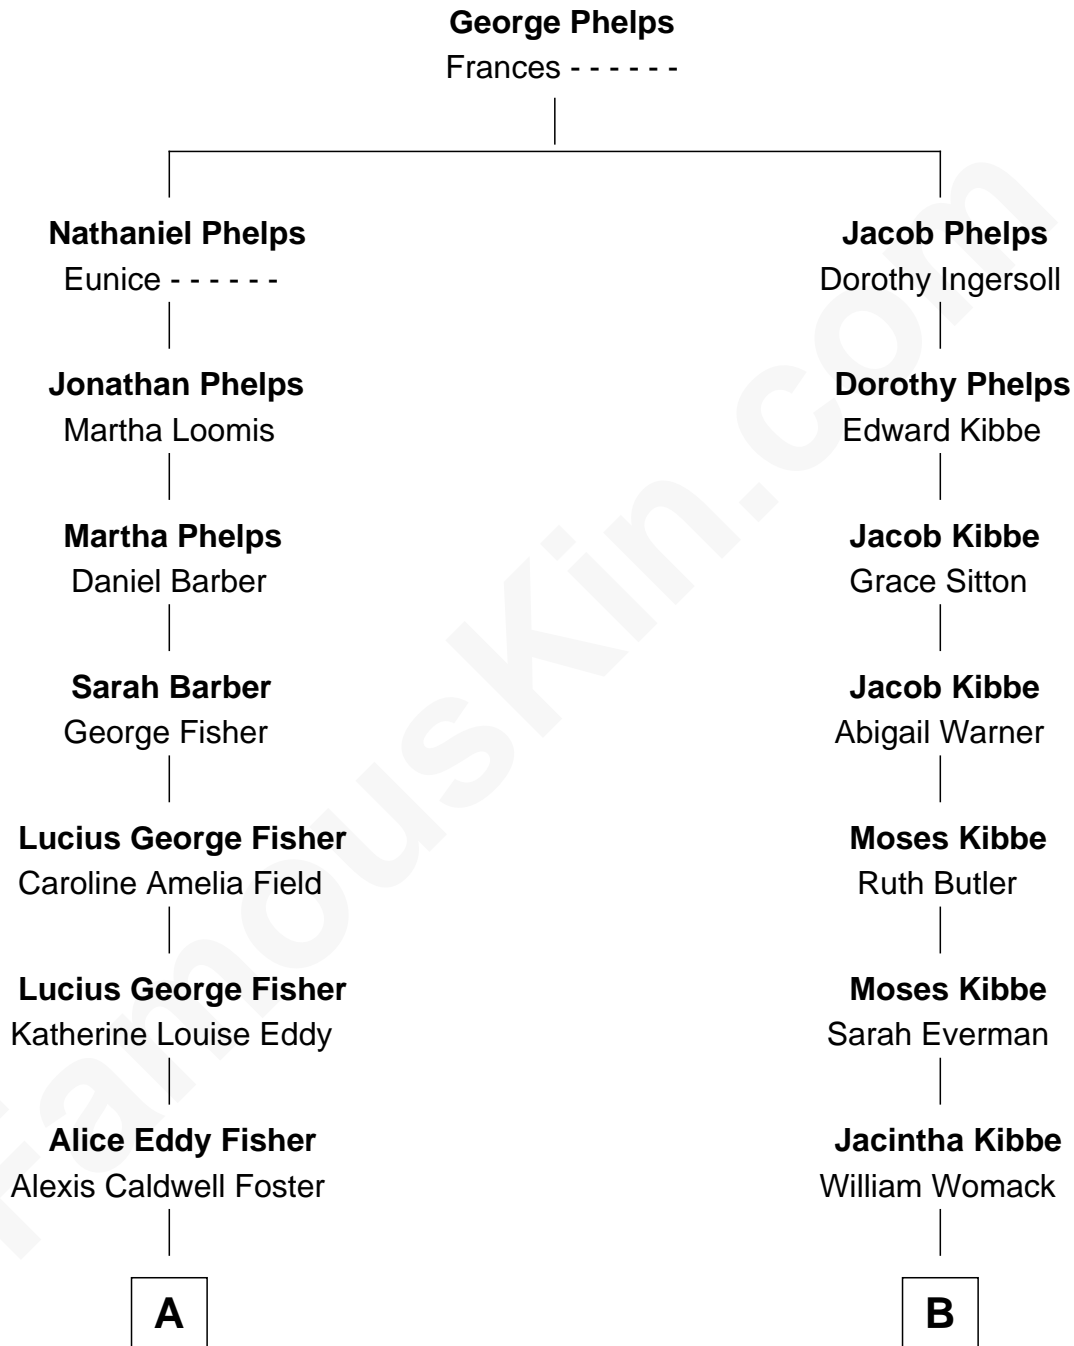 George Phelps
Frances - - - - - -
Nathaniel Phelps
Eunice - - - - - -
Jacob Phelps
Dorothy Ingersoll
Jonathan Phelps
Martha Loomis
Dorothy Phelps
Edward Kibbe
Martha Phelps
Daniel Barber
Jacob Kibbe
Grace Sitton
Sarah Barber
George Fisher
Jacob Kibbe
Abigail Warner
Lucius George Fisher
Caroline Amelia Field
Moses Kibbe
Ruth Butler
Lucius George Fisher
Katherine Louise Eddy
Moses Kibbe
Sarah Everman
Alice Eddy Fisher
Alexis Caldwell Foster
Jacintha Kibbe
William Womack
A
B
FamousKin.com